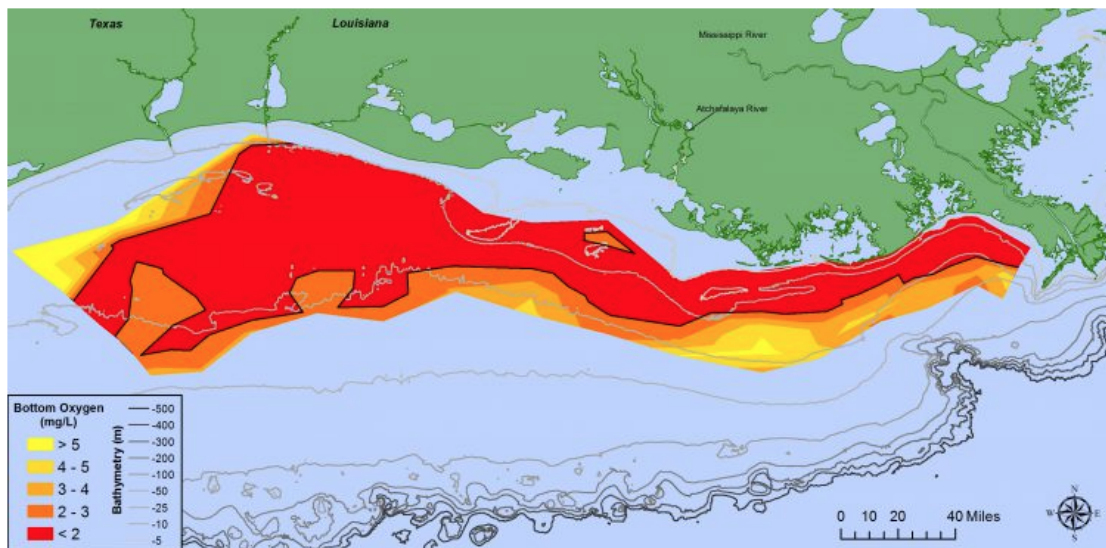 Texas
Louisiana
Mississippi River
Atchafalaya River
Bottom Oxygen
(mg/L)
> 5
4 - 5
3 - 4
2 - 3
< 2
Bathymetry (m)
-500
-400
-300
-200
-100
-50
-25
-10
-5
0 10 20 40 Miles
N
W E
S